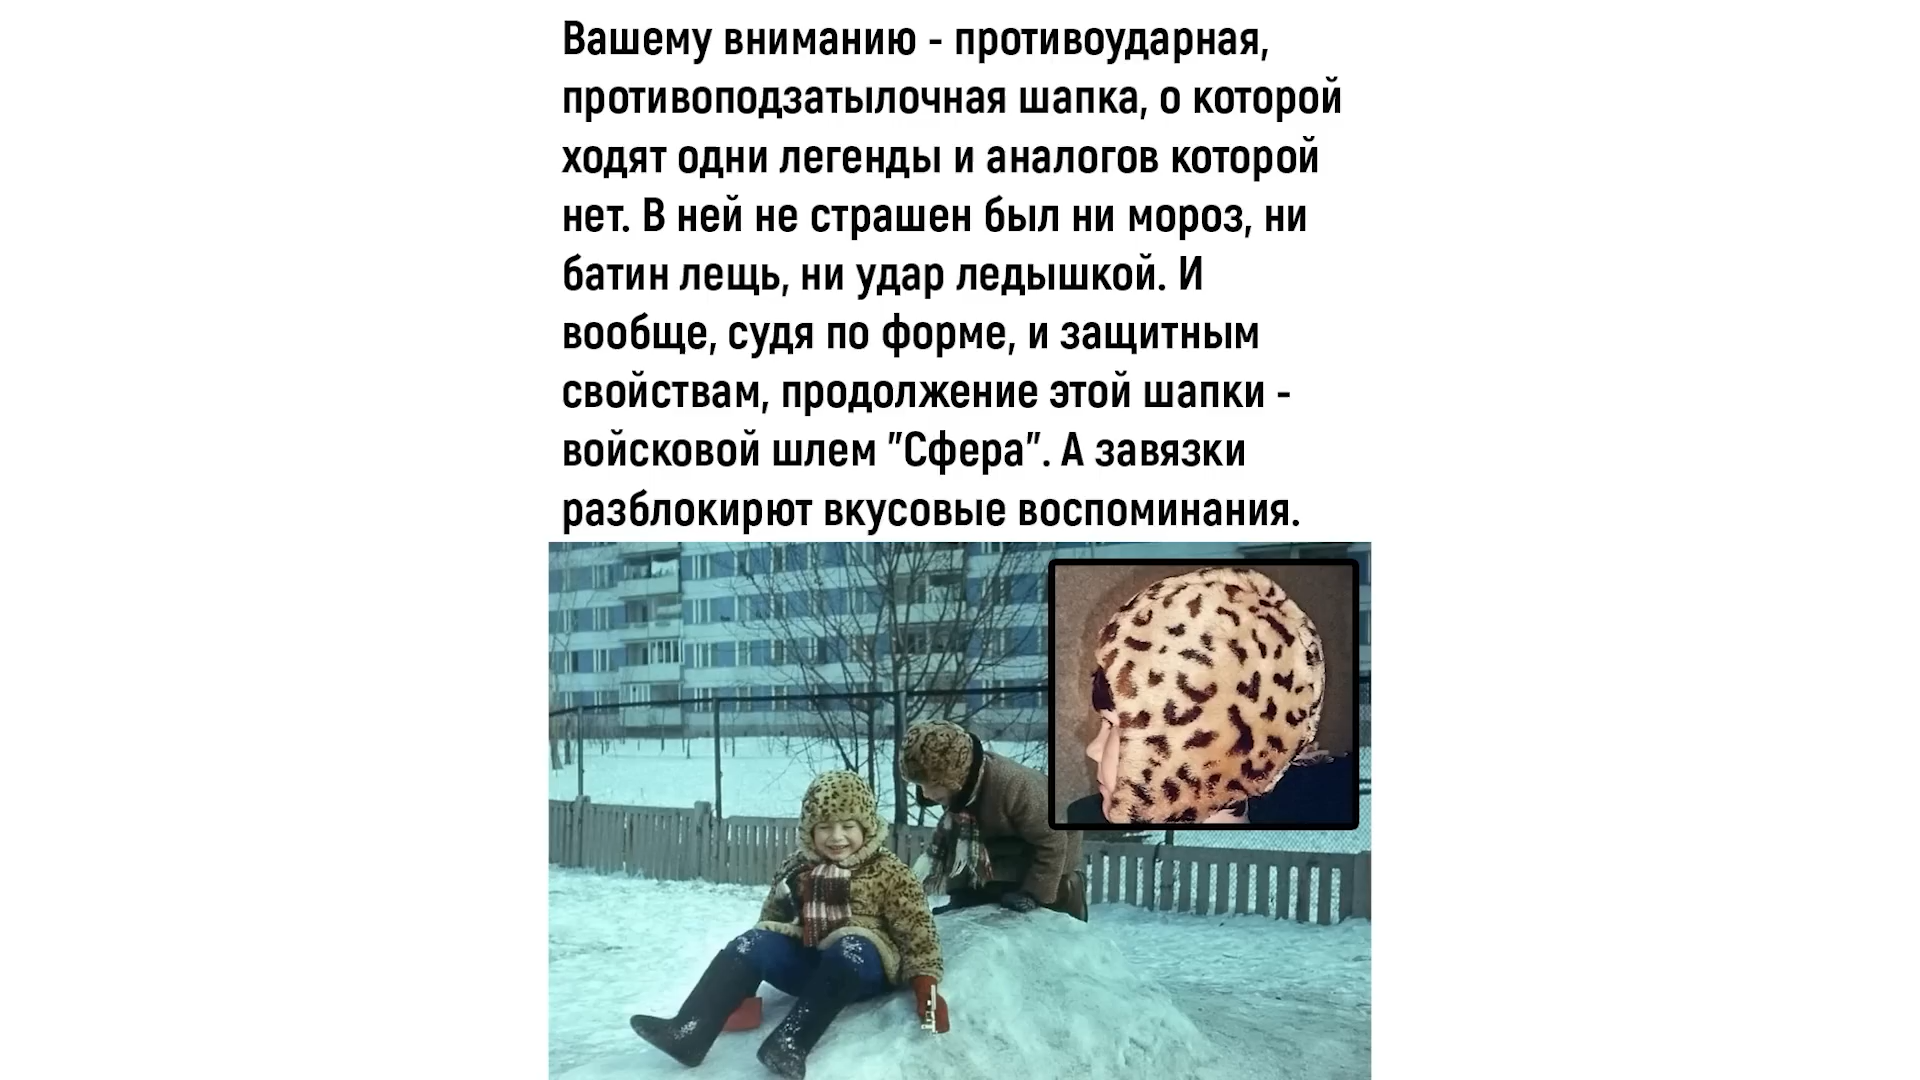 Вашему вниманию - противоударная,
противоподзатылочная шапка, о которой
ходят одни легенды и аналогов которой
нет. В ней не страшен был ни мороз, ни
батин лещь, ни удар ледышкой. И
вообще, судя по форме, и защитным
свойствам, продолжение этой шапки -
войсковой шлем "Сфера". А завязки
разблокирют вкусовые воспоминания.